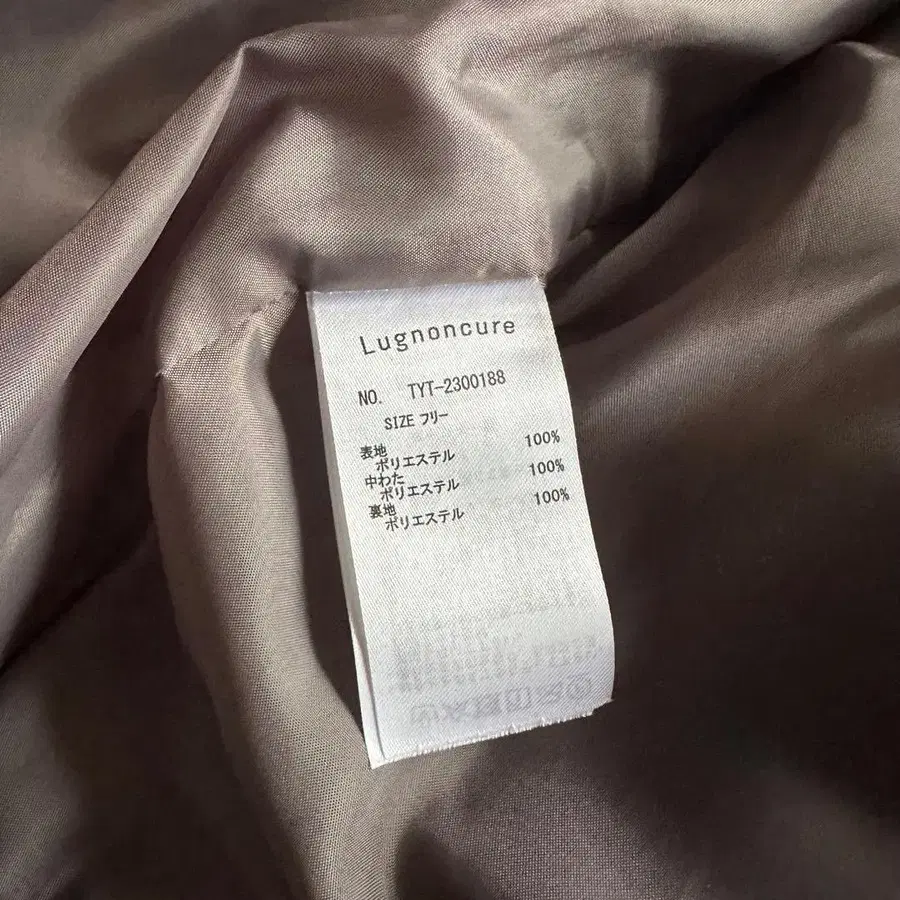 Lugnoncure
NO. TYT-2300188
SIZE フリー
表地
ポリエステル 100%
中わた
ポリエステル 100%
裏地
ポリエステル 100%